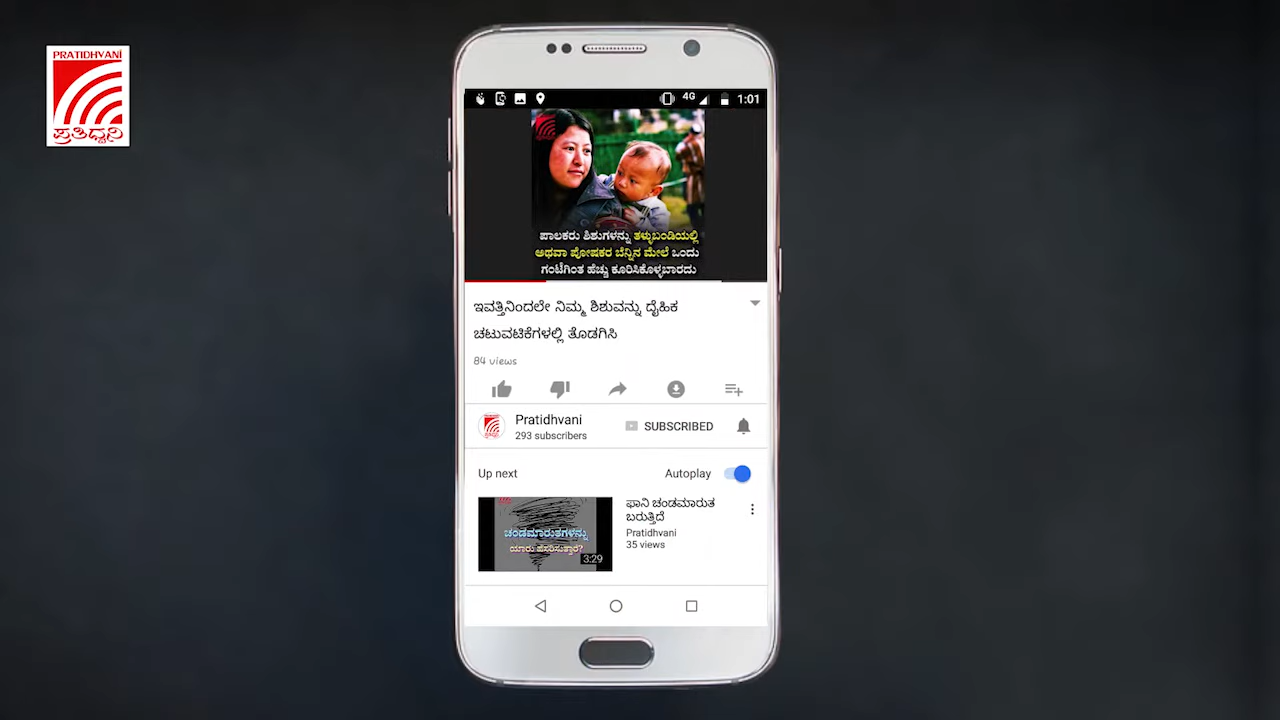 PRATIDHVANI
ಪ್ರತಿಧ್ವನಿ
4G
1:01
ಪಾಲಕರು ಶಿಶುಗಳನ್ನು ತಳ್ಳುಬಂಡಿಯಲ್ಲಿ
ಅಥವಾ ಪೋಷಕರ ಬೆನ್ನಿನ ಮೇಲೆ ಒಂದು
ಗಂಟೆಗಿಂತ ಹೆಚ್ಚು ಕೂರಿಸಿಕೊಳ್ಳಬಾರದು
ಇವತ್ತಿನಿಂದಲೇ ನಿಮ್ಮ ಶಿಶುವನ್ನು ದೈಹಿಕ
ಚಟುವಟಿಕೆಗಳಲ್ಲಿ ತೊಡಗಿಸಿ
84 views
Pratidhvani
293 subscribers
SUBSCRIBED
Up next
Autoplay
ಚಂಡಮಾರುತಗಳನ್ನು
ಯಾರು ಹೆಸರಿಸುತ್ತಾರೆ?
3:29
ಫಾನಿ ಚಂಡಮಾರುತ
ಬರುತ್ತಿದೆ
Pratidhvani
35 views